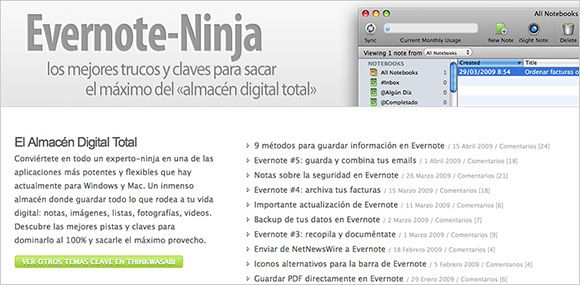 Evernote-Ninja
los mejores trucos y claves para sacar
el máximo del «almacén digital total»
All Notebooks
Sync
Current Monthly Usage
New Note
iSight Note
Delete
Viewing 1 note from
All Notebooks
NOTEBOOKS
All Notebooks 1
@Inbox 0
@Algún Día 0
@Completado 0
Created
Title
29/03/2009 8:54
Ordenar facturas o
El Almacén Digital Total
Conviértete en todo un experto-ninja en una de las
aplicaciones más potentes y flexibles que hay
actualmente para Windows y Mac. Un inmenso
almacén donde guardar todo lo que rodea a tu vida
digital: notas, imágenes, listas, fotografías, videos.
Descubre las mejores pistas y claves para
dominarlo al 100% y sacarle el máximo provecho.
VER OTROS TEMAS CLAVE EN THINKWASABI
9 métodos para guardar información en Evernote / 15 Abril 2009 / Comentarios [24]
Evernote #5: guarda y combina tus emails / 1 Abril 2009 / Comentarios [18]
Notas sobre la seguridad en Evernote / 26 Marzo 2009 / Comentarios [21]
Evernote #4: archiva tus facturas / 15 Marzo 2009 / Comentarios [18]
Importante actualización de Evernote / 11 Marzo 2009 / Comentarios [6]
Backup de tus datos en Evernote / 2 Marzo 2009 / Comentarios [14]
Evernote #3: recopila y documéntate / 1 Marzo 2009 / Comentarios [9]
Enviar de NetNewsWire a Evernote / 18 Febrero 2009 / Comentarios [4]
Iconos alternativos para la barra de Evernote / 5 Febrero 2009 / Comentarios [4]
Guardar PDF directamente en Evernote / 29 Enero 2009 / Comentarios [6]